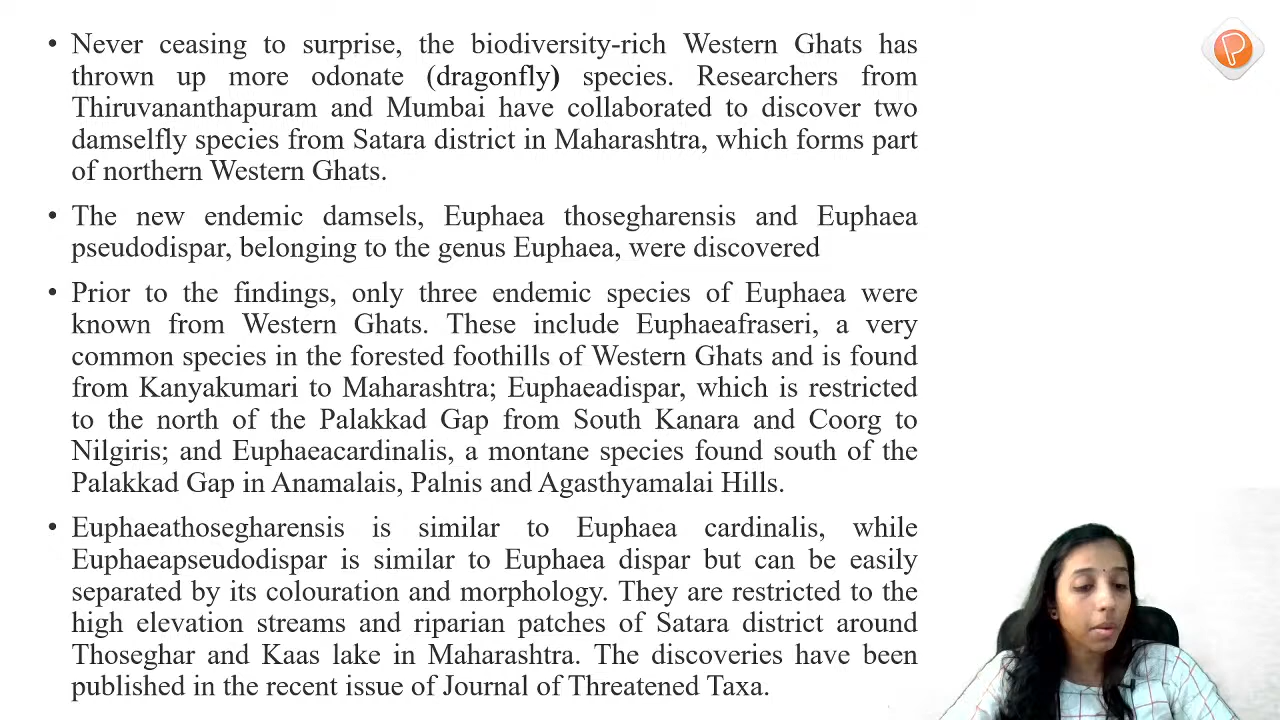 • Never ceasing to surprise, the biodiversity-rich Western Ghats has
thrown up more odonate (dragonfly) species. Researchers from
Thiruvananthapuram and Mumbai have collaborated to discover two
damselfly species from Satara district in Maharashtra, which forms part
of northern Western Ghats.
• The new endemic damsels, Euphaea thosegharensis and Euphaea
pseudodispar, belonging to the genus Euphaea, were discovered
• Prior to the findings, only three endemic species of Euphaea were
known from Western Ghats. These include Euphaeafraseri, a very
common species in the forested foothills of Western Ghats and is found
from Kanyakumari to Maharashtra; Euphaeadispar, which is restricted
to the north of the Palakkad Gap from South Kanara and Coorg to
Nilgiris; and Euphaeacardinalis, a montane species found south of the
Palakkad Gap in Anamalais, Palnis and Agasthyamalai Hills.
• Euphaeathosegharensis is similar to Euphaea cardinalis, while
Euphaeapseudodispar is similar to Euphaea dispar but can be easily
separated by its colouration and morphology. They are restricted to the
high elevation streams and riparian patches of Satara district around
Thoseghar and Kaas lake in Maharashtra. The discoveries have been
published in the recent issue of Journal of Threatened Taxa.
P